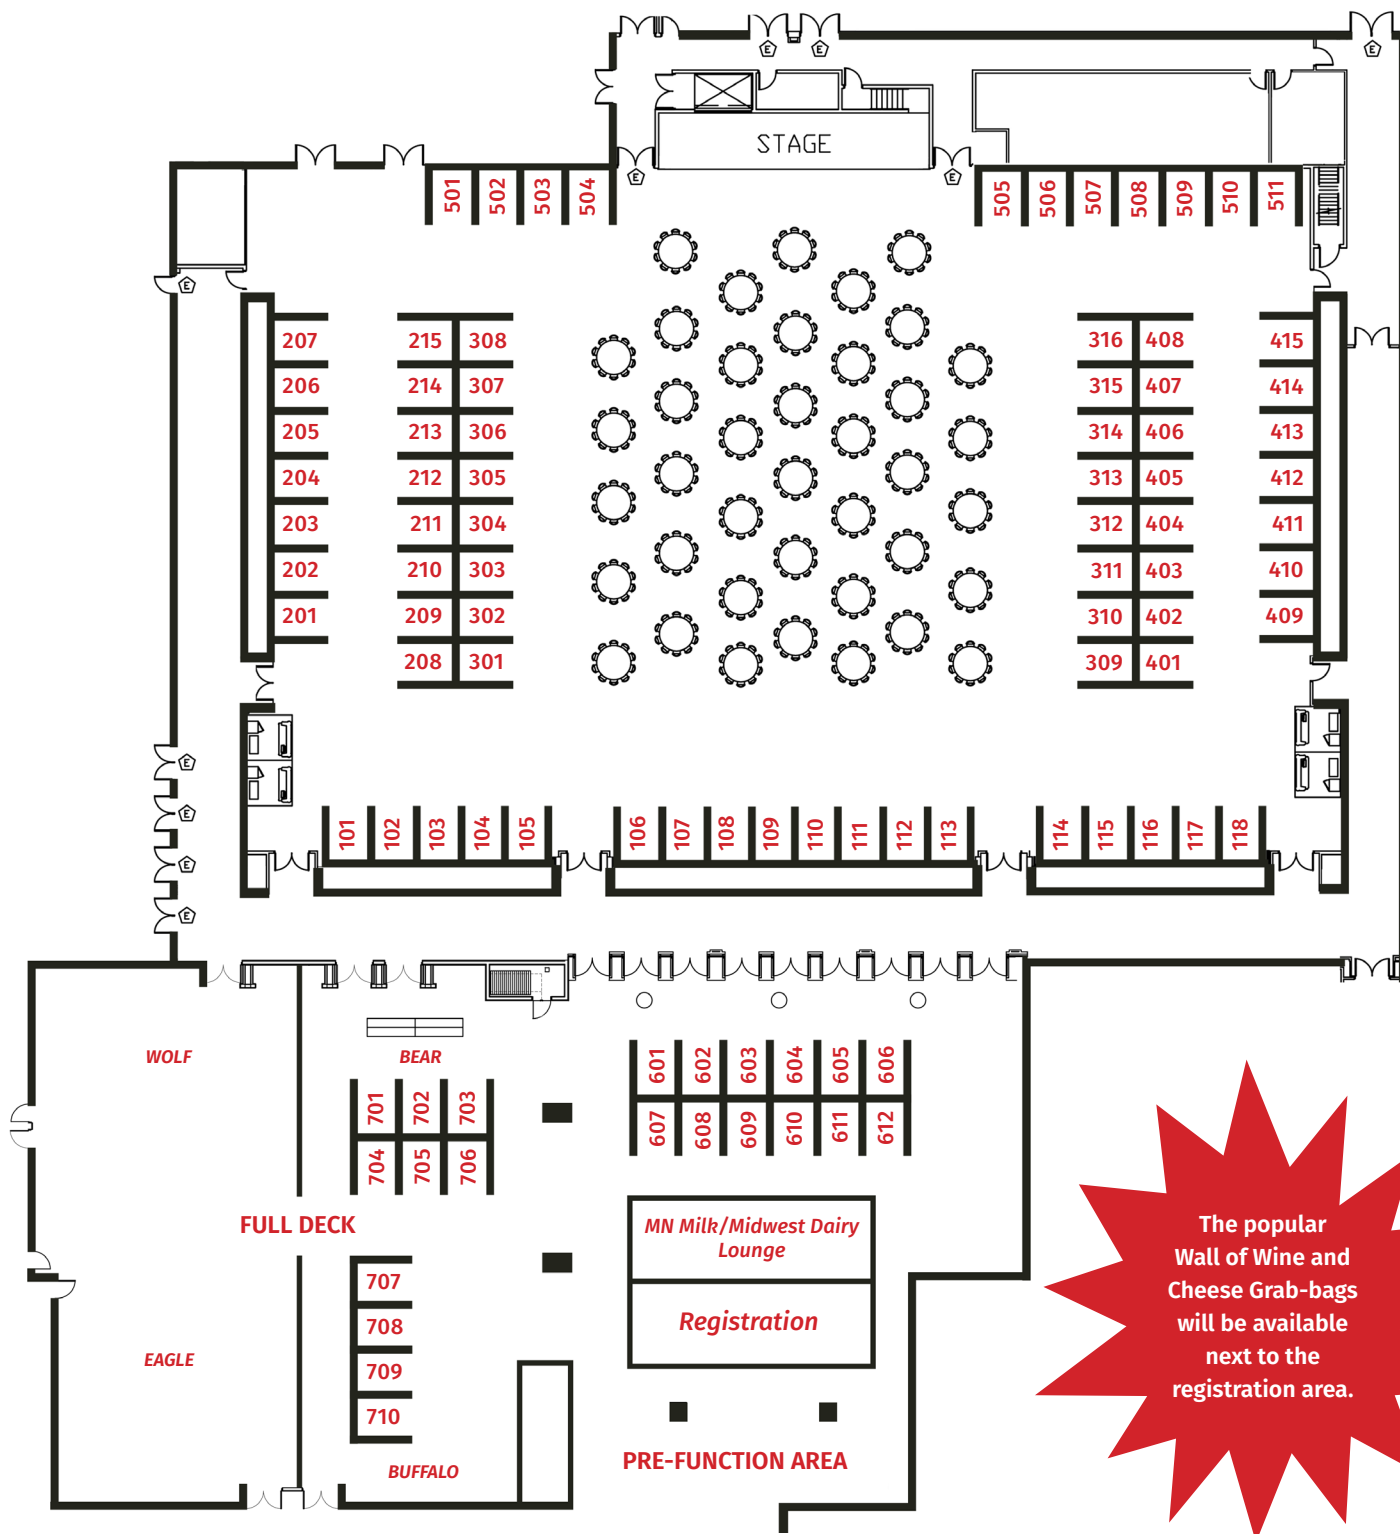 E E E
STAGE
E E
501 502 503 504 505 506 507 508 509 510 511
E
207 215 308 316 408 415
206 214 307 315 407 414
205 213 306 314 406 413
204 212 305 313 405 412
203 211 304 312 404 411
202 210 303 311 403 410
201 209 302 310 402 409
208 301 309 401
E
E
101 102 103 104 105 106 107 108 109 110 111 112 113 114 115 116 117 118
E
E
WOLF BEAR
601 602 603 604 605 606
701 702 703
607 608 609 610 611 612
704 705 706
FULL DECK
MN Milk/Midwest Dairy
Lounge
707
Registration
708
709
710
EAGLE
BUFFALO
PRE-FUNCTION AREA
The popular
Wall of Wine and
Cheese Grab-bags
will be available
next to the
registration area.